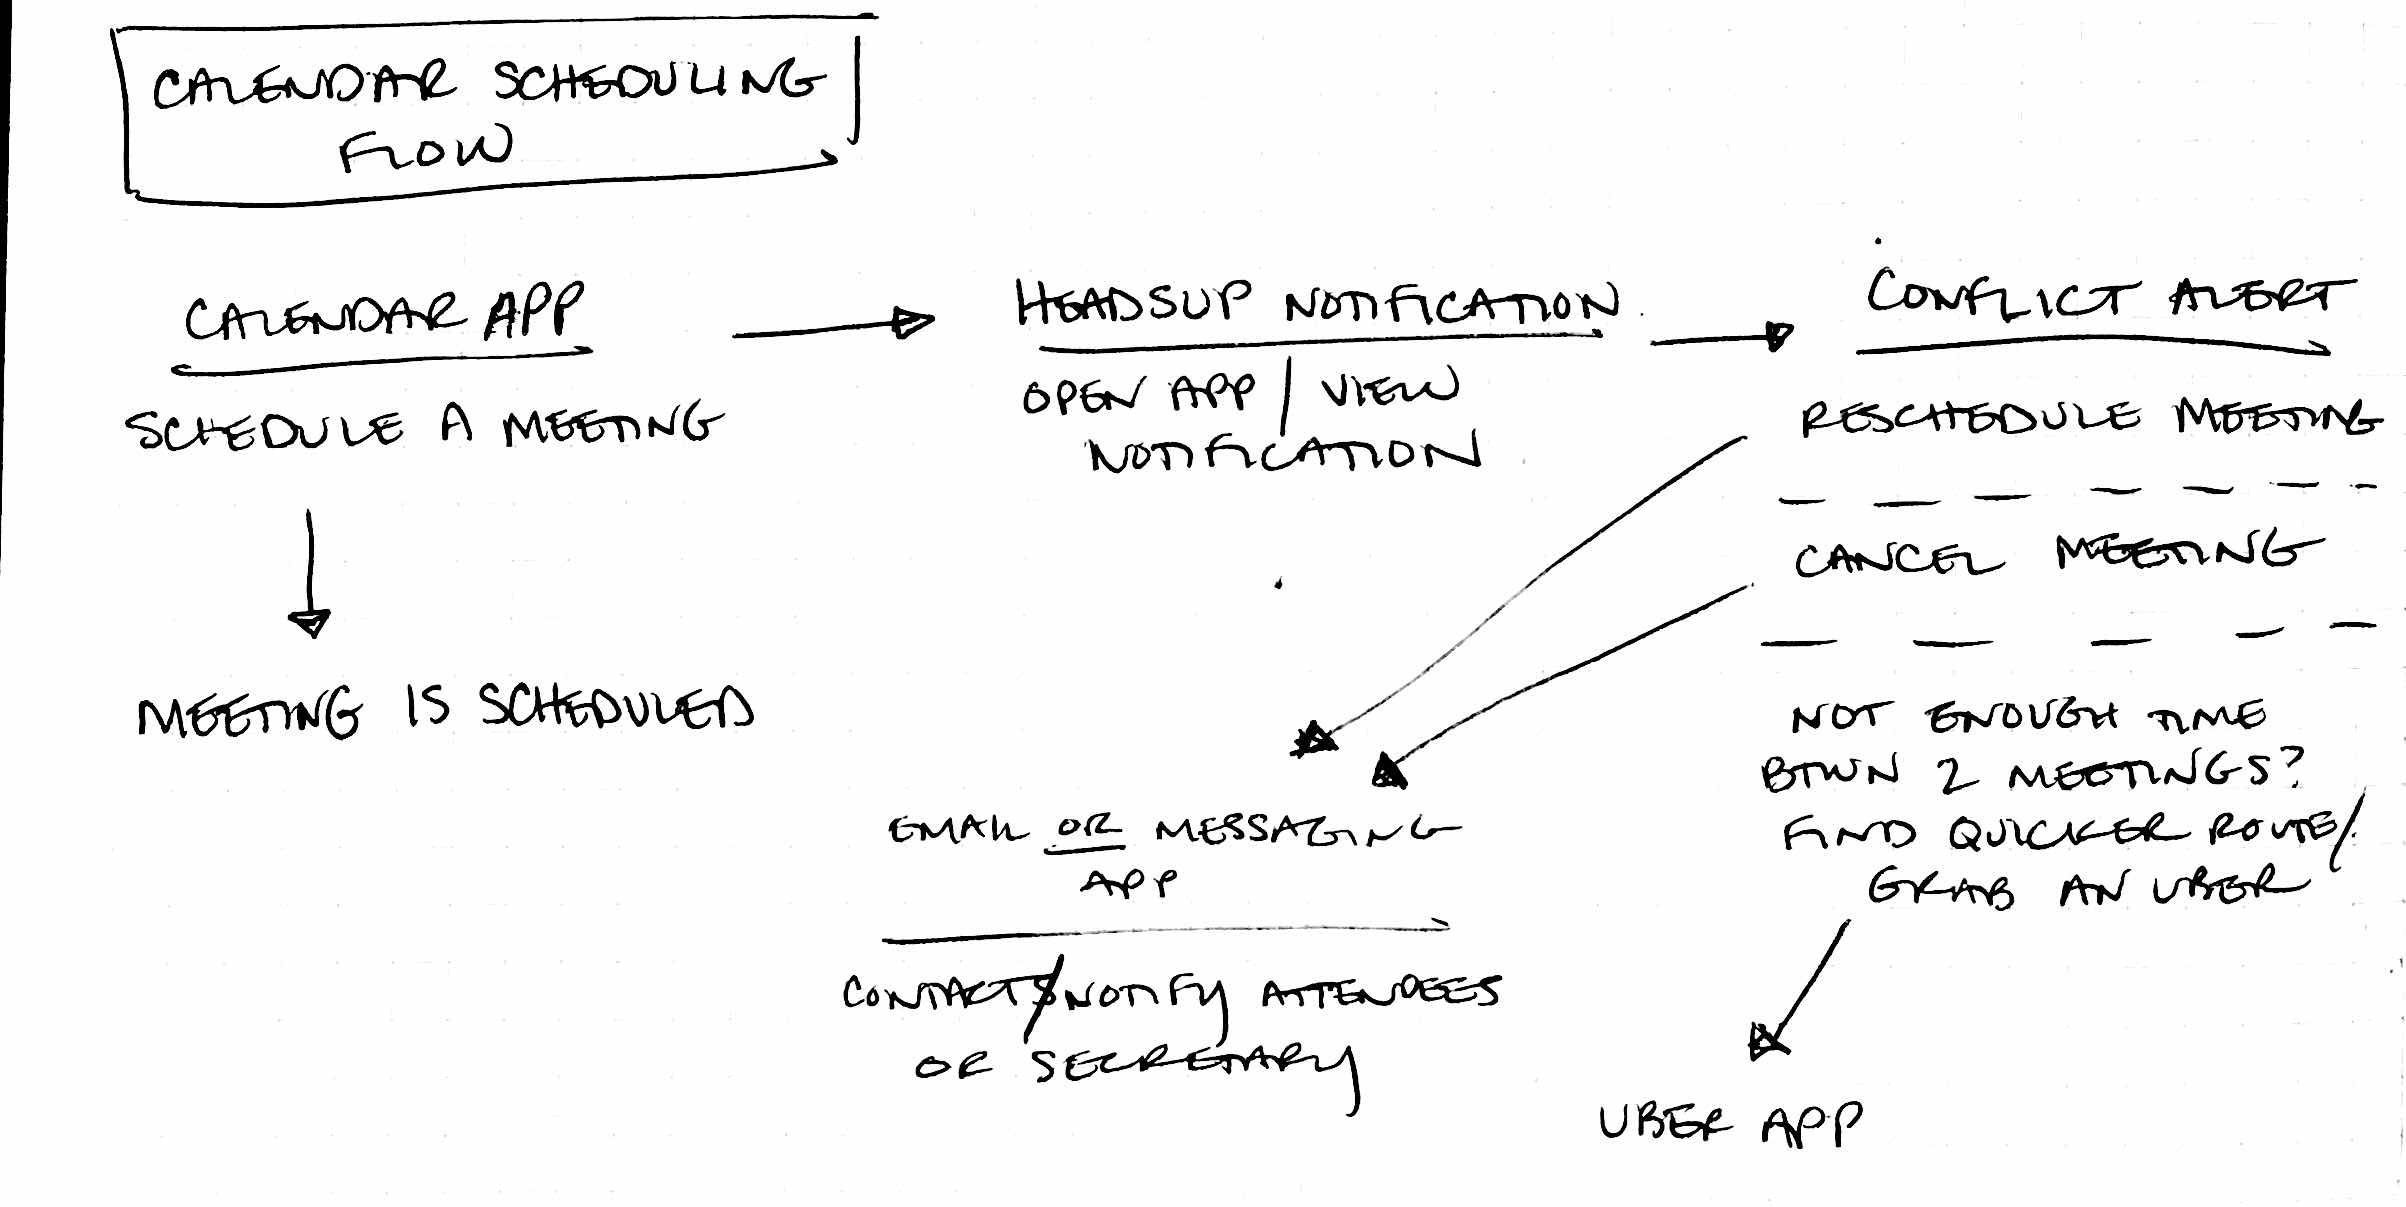 CALENDAR SCHEDULING
FLOW
CALENDAR APP
SCHEDULE A MEETING
MEETING IS SCHEDULED
HEADSUP NOTIFICATION
OPEN APP / VIEW
NOTIFICATION
CONFLICT ALERT
RESCHEDULE MEETING
CANCEL MEETING
NOT ENOUGH TIME
BTWN 2 MEETINGS?
FIND QUICKER ROUTE/
GRAB AN UBER
EMAIL OR MESSAGING
APP
CONTACT/NOTIFY ATTENDEES
OR SECRETARY
UBER APP